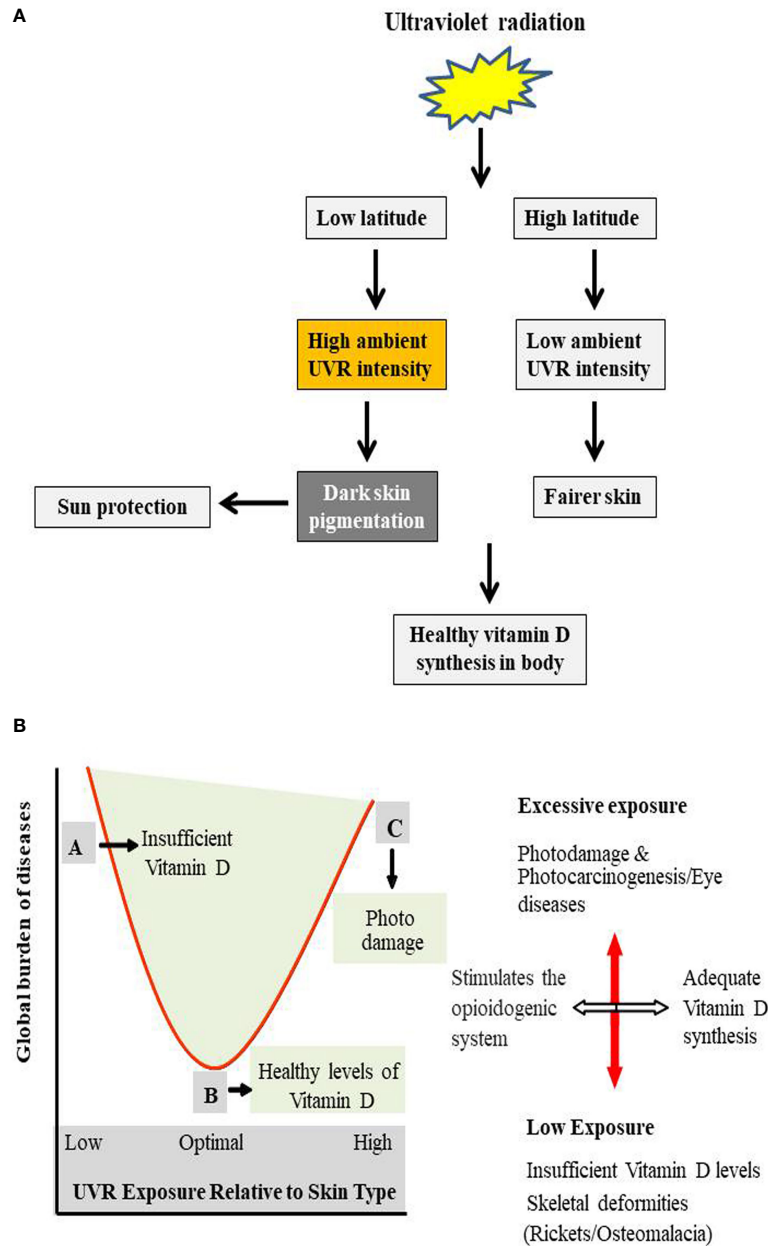 A
Ultraviolet radiation
Low latitude
High latitude
High ambient
UVR intensity
Low ambient
UVR intensity
Sun protection
Dark skin
pigmentation
Fairer skin
Healthy vitamin D
synthesis in body
B
Global burden of diseases
A
Insufficient
Vitamin D
C
Photo
damage
B
Healthy levels of
Vitamin D
Low
Optimal
High
UVR Exposure Relative to Skin Type
Excessive exposure
Photodamage &
Photocarcinogenesis/Eye
diseases
Stimulates the
opioidogenic
system
Adequate
Vitamin D
synthesis
Low Exposure
Insufficient Vitamin D levels
Skeletal deformities
(Rickets/Osteomalacia)